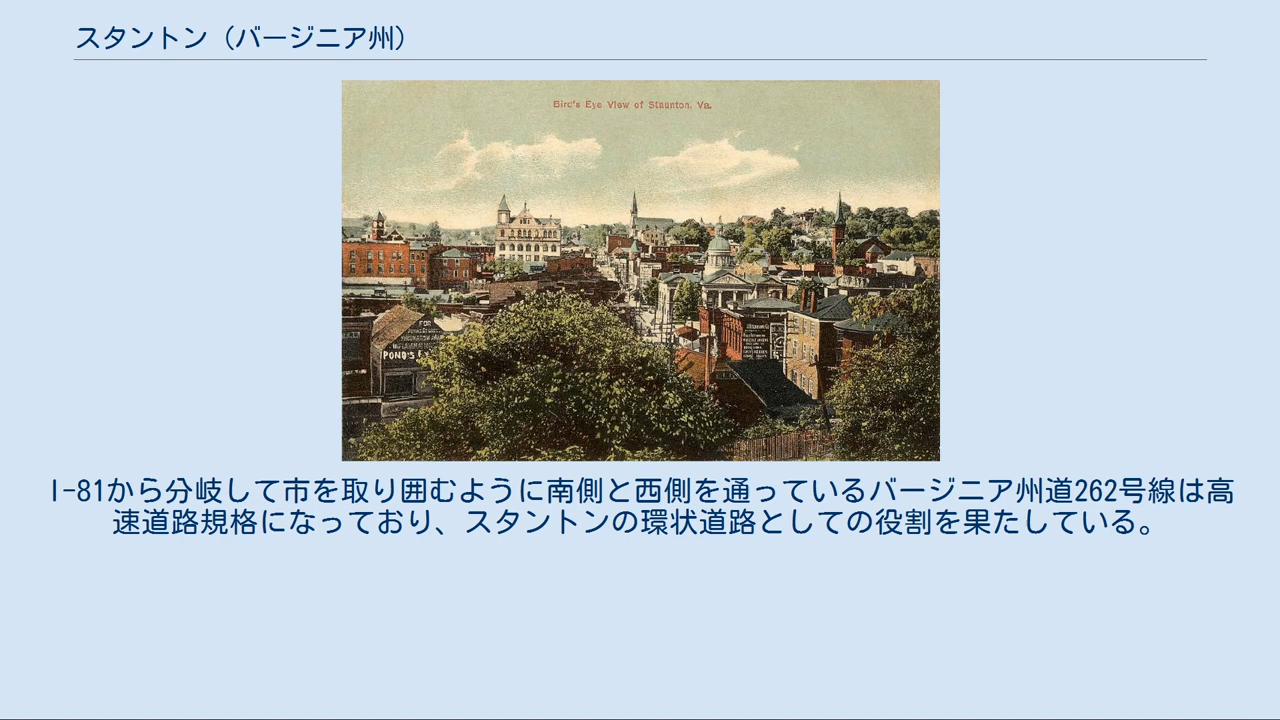 スタントン（バージニア州）
Bird's Eye View of Staunton, Va.
FOR
POND'S
I-81から分岐して市を取り囲むように南側と西側を通っているバージニア州道262号線は高
速道路規格になっており、スタントンの環状道路としての役割を果たしている。